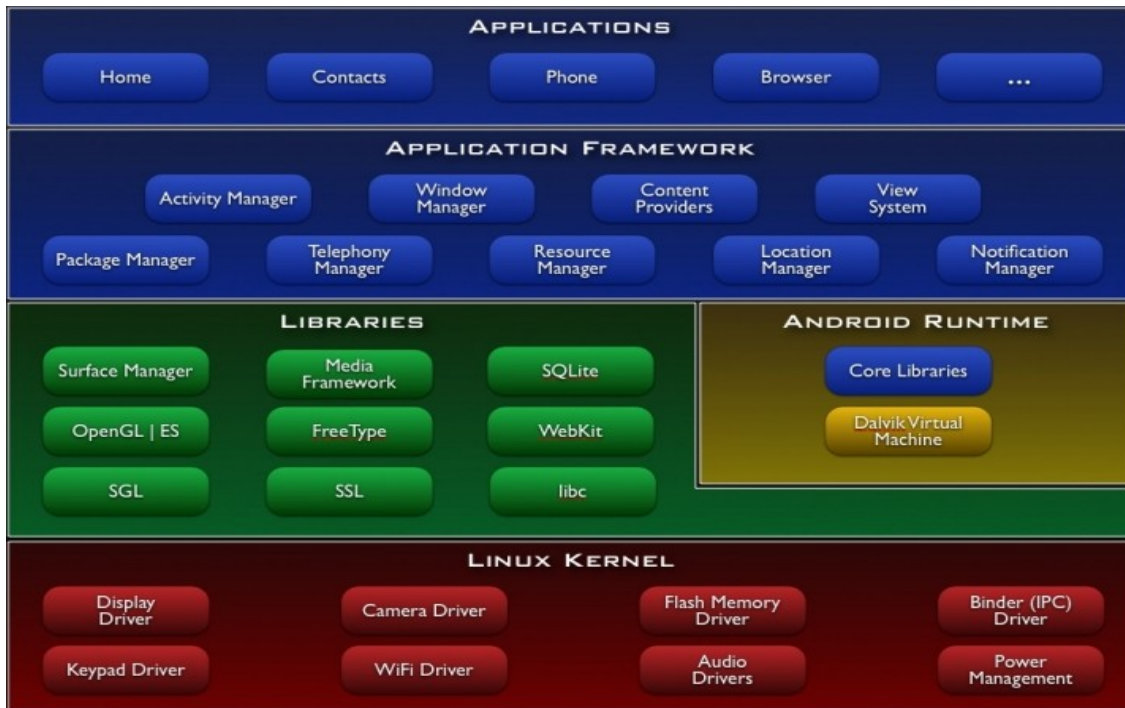 APPLICATIONS
Home
Contacts
Phone
Browser
...
APPLICATION FRAMEWORK
Activity Manager
Window
Manager
Content
Providers
View
System
Package Manager
Telephony
Manager
Resource
Manager
Location
Manager
Notification
Manager
LIBRARIES
Surface Manager
Media
Framework
SQLite
OpenGL | ES
FreeType
WebKit
SGL
SSL
libc
ANDROID RUNTIME
Core Libraries
Dalvik Virtual
Machine
LINUX KERNEL
Display
Driver
Camera Driver
Flash Memory
Driver
Binder (IPC)
Driver
Keypad Driver
WiFi Driver
Audio
Drivers
Power
Management